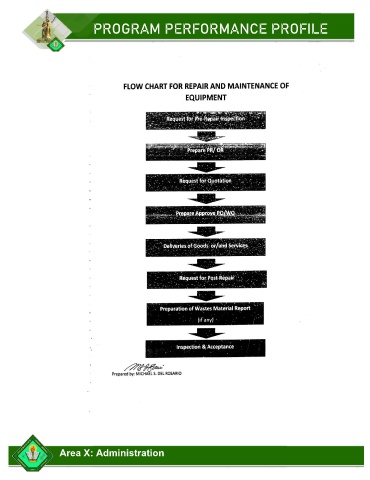 PROGRAM PERFORMANCE PROFILE
FLOW CHART FOR REPAIR AND MAINTENANCE OF
EQUIPMENT
Request for Pre-Repair Inspection
Prepare PR/ OR
Request for Quotation
Prepare Approve PO/WO
Deliveries of Goods or/and Services
Request for Post Repair
Preparation of Wastes Material Report
(if any)
Inspection & Acceptance
Prepared by: MICHAEL S. DEL ROSARIO
Area X: Administration